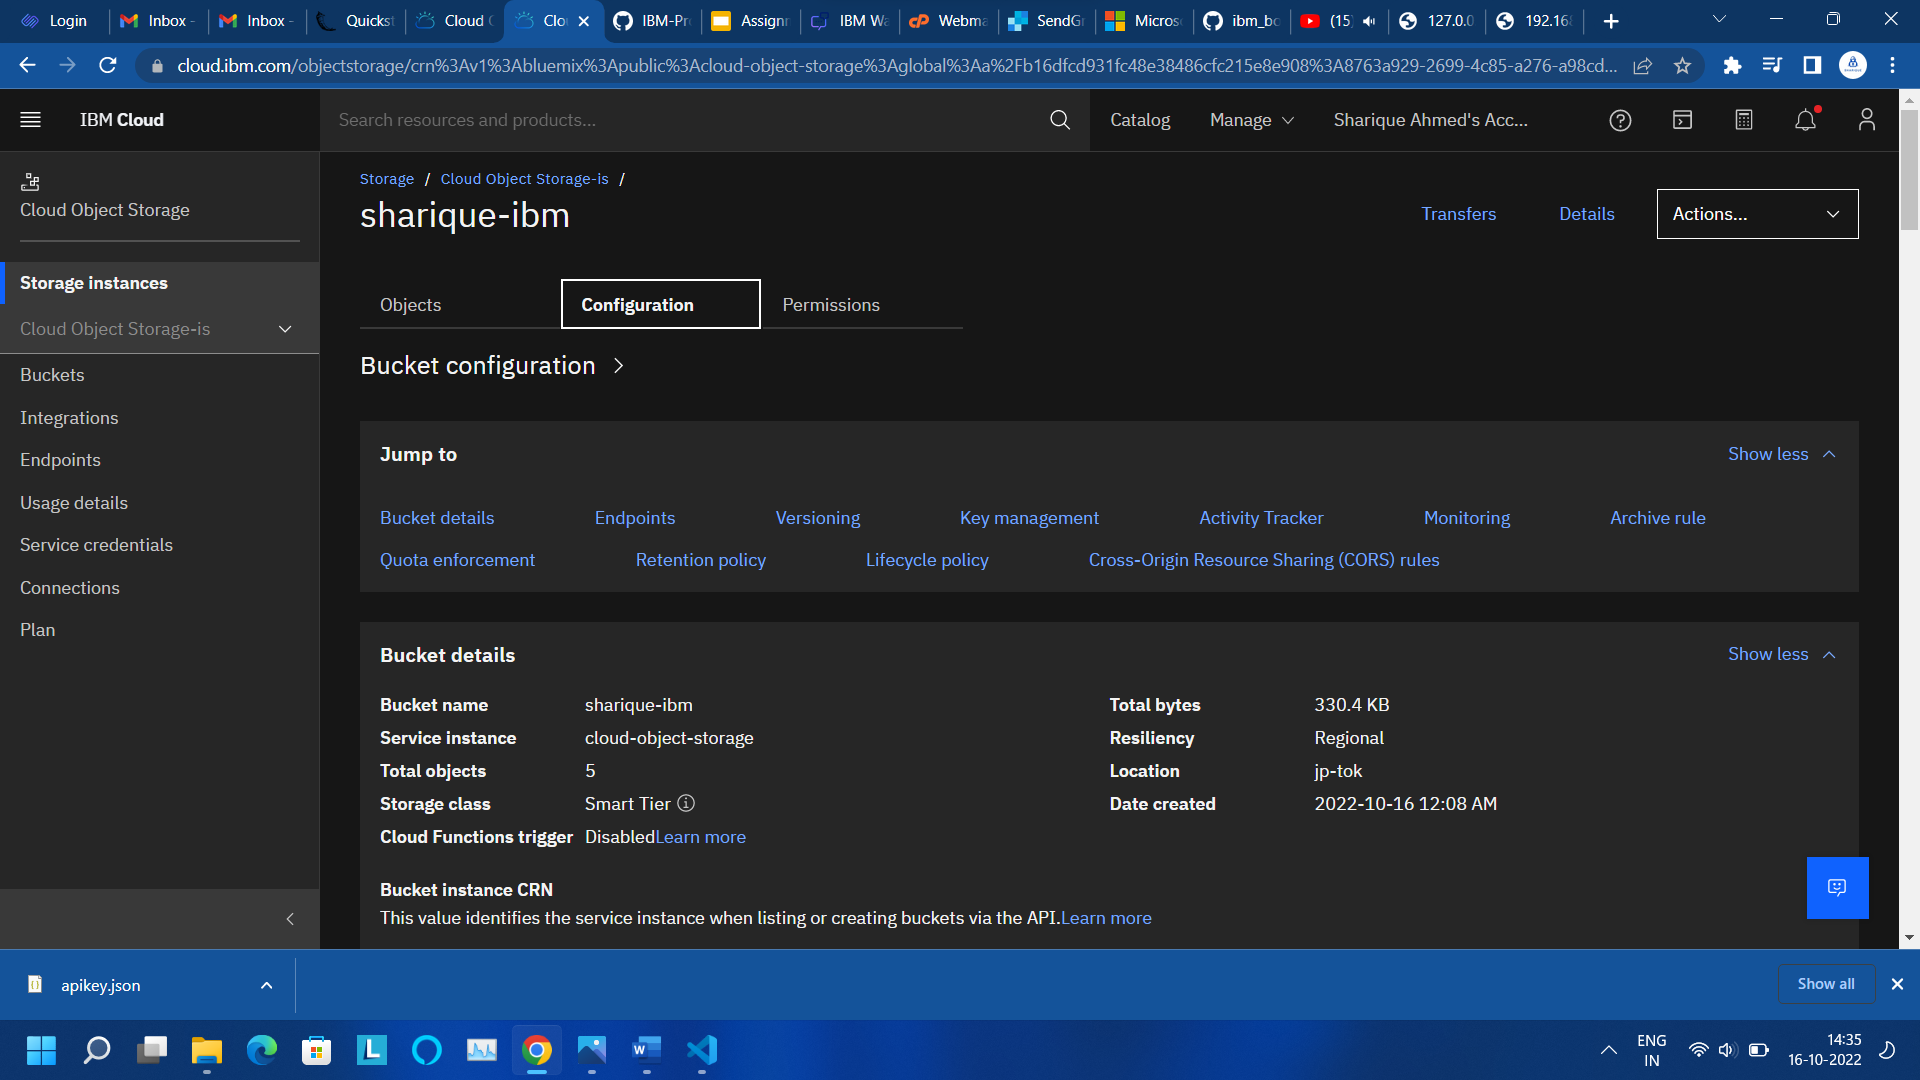 Login
Inbox -
Inbox -
Quickst
Cloud O
Clou
IBM-Pro
Assignm
IBM Wa
Webma
SendGr
Microso
ibm_bo
(15)
127.0.0
192.168
cloud.ibm.com/objectstorage/crn%3Av1%3Abluemix%3Apublic%3Acloud-object-storage%3Aglobal%3Aa%2Fb16dfcd931fc48e38486cfc215e8e908%3A8763a929-2699-4c85-a276-a98cd...
IBM Cloud
Search resources and products...
Catalog
Manage
Sharique Ahmed's Acc...
Cloud Object Storage
Storage instances
Cloud Object Storage-is
Buckets
Integrations
Endpoints
Usage details
Service credentials
Connections
Plan
Storage / Cloud Object Storage-is /
sharique-ibm
Transfers
Details
Actions...
Objects
Configuration
Permissions
Bucket configuration
Jump to
Show less
Bucket details
Endpoints
Versioning
Key management
Activity Tracker
Monitoring
Archive rule
Quota enforcement
Retention policy
Lifecycle policy
Cross-Origin Resource Sharing (CORS) rules
Bucket details
Show less
Bucket name sharique-ibm
Service instance cloud-object-storage
Total objects 5
Storage class Smart Tier
Cloud Functions trigger DisabledLearn more
Total bytes 330.4 KB
Resiliency Regional
Location jp-tok
Date created 2022-10-16 12:08 AM
Bucket instance CRN
This value identifies the service instance when listing or creating buckets via the API.Learn more
apikey.json
Show all
ENG
IN
14:35
16-10-2022